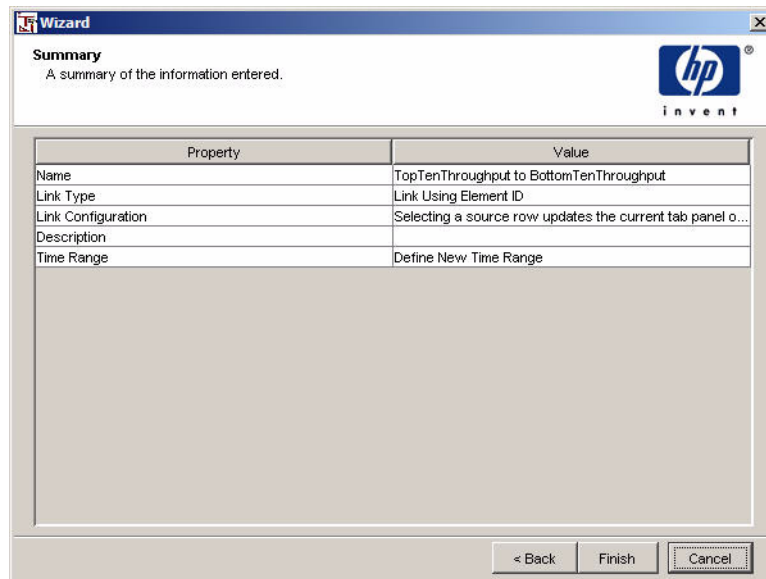 Wizard
Summary
A summary of the information entered.
hp
®
invent
Property Value
Name TopTenThroughput to BottomTenThroughput
Link Type Link Using Element ID
Link Configuration Selecting a source row updates the current tab panel o...
Description
Time Range Define New Time Range
< Back Finish Cancel